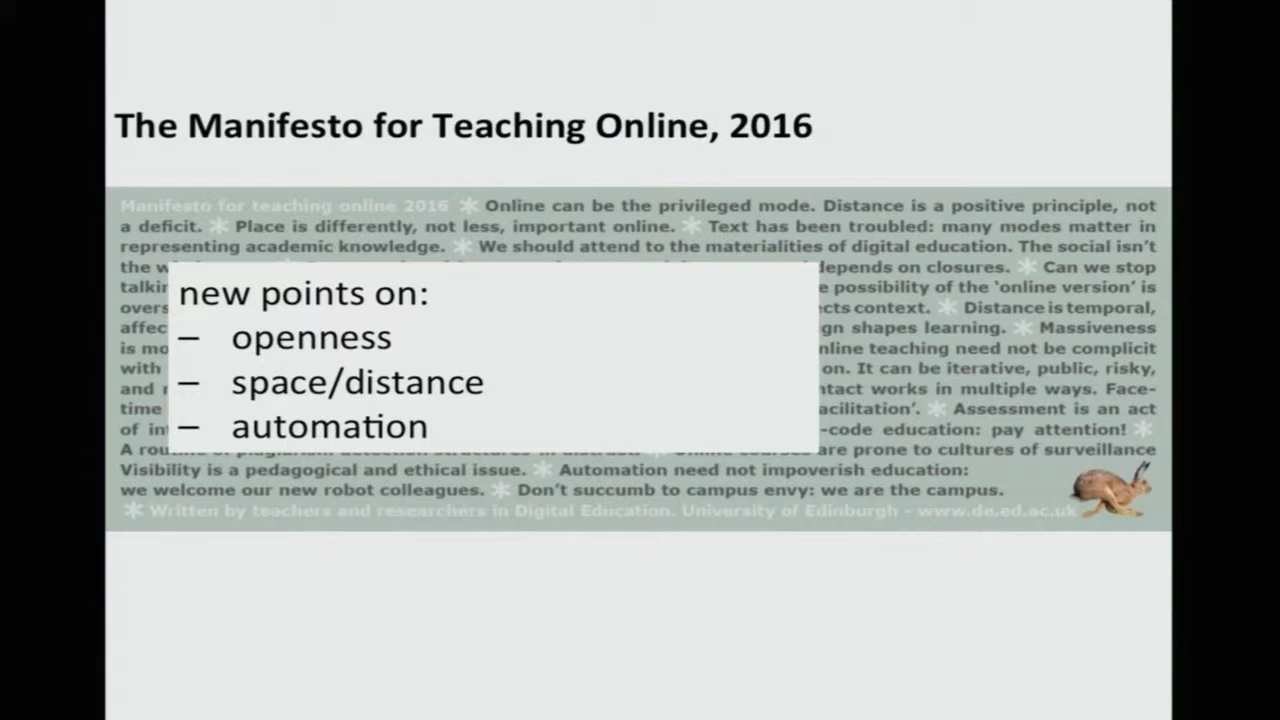 The Manifesto for Teaching Online, 2016
Manifesto for teaching online 2016 * Online can be the privileged mode. Distance is a positive principle, not
a deficit. * Place is differently, not less, important online. * Text has been troubled: many modes matter in
representing academic knowledge. * We should attend to the materialities of digital education. The social isn't
the depends on closures. * Can we stop
possibility of the 'online version' is
context. * Distance is temporal,
shapes learning. * Massiveness
is teaching need not be complicit
with on. It can be iterative, public, risky,
and works in multiple ways. Face-
time * Assessment is an act
of -code education: pay attention! *
A are prone to cultures of surveillance
Visibility is a pedagogical and ethical issue. * Automation need not impoverish education:
we welcome our new robot colleagues. * Don't succumb to campus envy: we are the campus.
* Written by teachers and researchers in Digital Education. University of Edinburgh - www.de.ed.ac.uk
new points on:
– openness
– space/distance
– automation